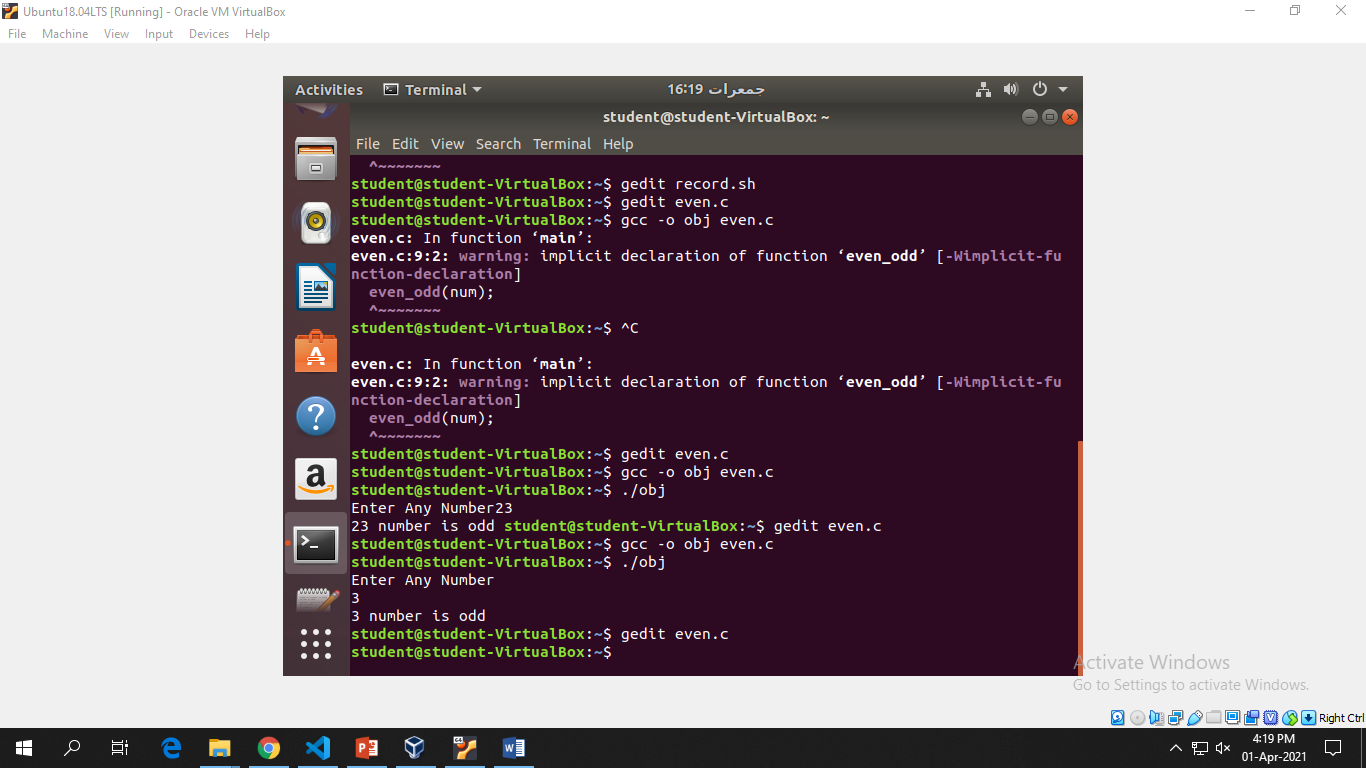 Ubuntu18.04LTS [Running] - Oracle VM VirtualBox
File Machine View Input Devices Help
Activities Terminal جمعرات 16:19
student@student-VirtualBox: ~
File Edit View Search Terminal Help
^~~~~~~~
student@student-VirtualBox:~$ gedit record.sh
student@student-VirtualBox:~$ gedit even.c
student@student-VirtualBox:~$ gcc -o obj even.c
even.c: In function ‘main’:
even.c:9:2: warning: implicit declaration of function ‘even_odd’ [-Wimplicit-fu
nction-declaration]
even_odd(num);
^~~~~~~~
student@student-VirtualBox:~$ ^C
even.c: In function ‘main’:
even.c:9:2: warning: implicit declaration of function ‘even_odd’ [-Wimplicit-fu
nction-declaration]
even_odd(num);
^~~~~~~~
student@student-VirtualBox:~$ gedit even.c
student@student-VirtualBox:~$ gcc -o obj even.c
student@student-VirtualBox:~$ ./obj
Enter Any Number23
23 number is odd student@student-VirtualBox:~$ gedit even.c
student@student-VirtualBox:~$ gcc -o obj even.c
student@student-VirtualBox:~$ ./obj
Enter Any Number
3
3 number is odd
student@student-VirtualBox:~$ gedit even.c
student@student-VirtualBox:~$
Activate Windows
Go to Settings to activate Windows.
Right Ctrl
4:19 PM
01-Apr-2021